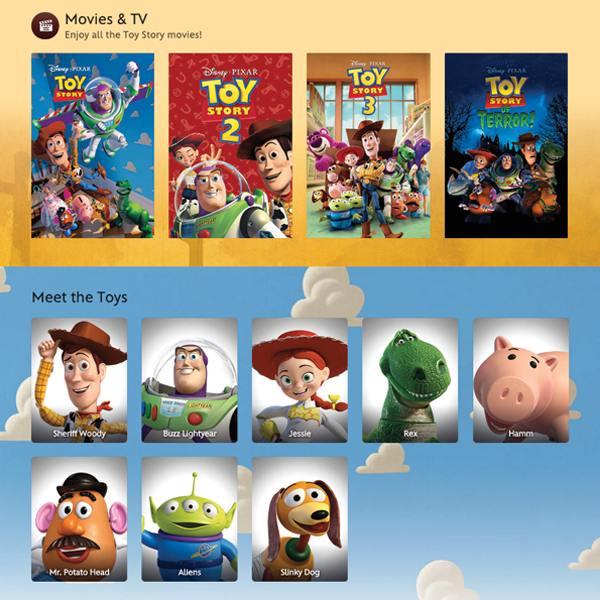 Movies & TV
Enjoy all the Toy Story movies!
Disney · PIXAR
TOY
STORY
Disney · PIXAR
TOY
STORY
2
Disney · PIXAR
TOY
STORY
3
Disney · PIXAR
TOY
STORY
OF
TERROR!
Meet the Toys
Sheriff Woody
Buzz Lightyear
Jessie
Rex
Hamm
Mr. Potato Head
Aliens
Slinky Dog